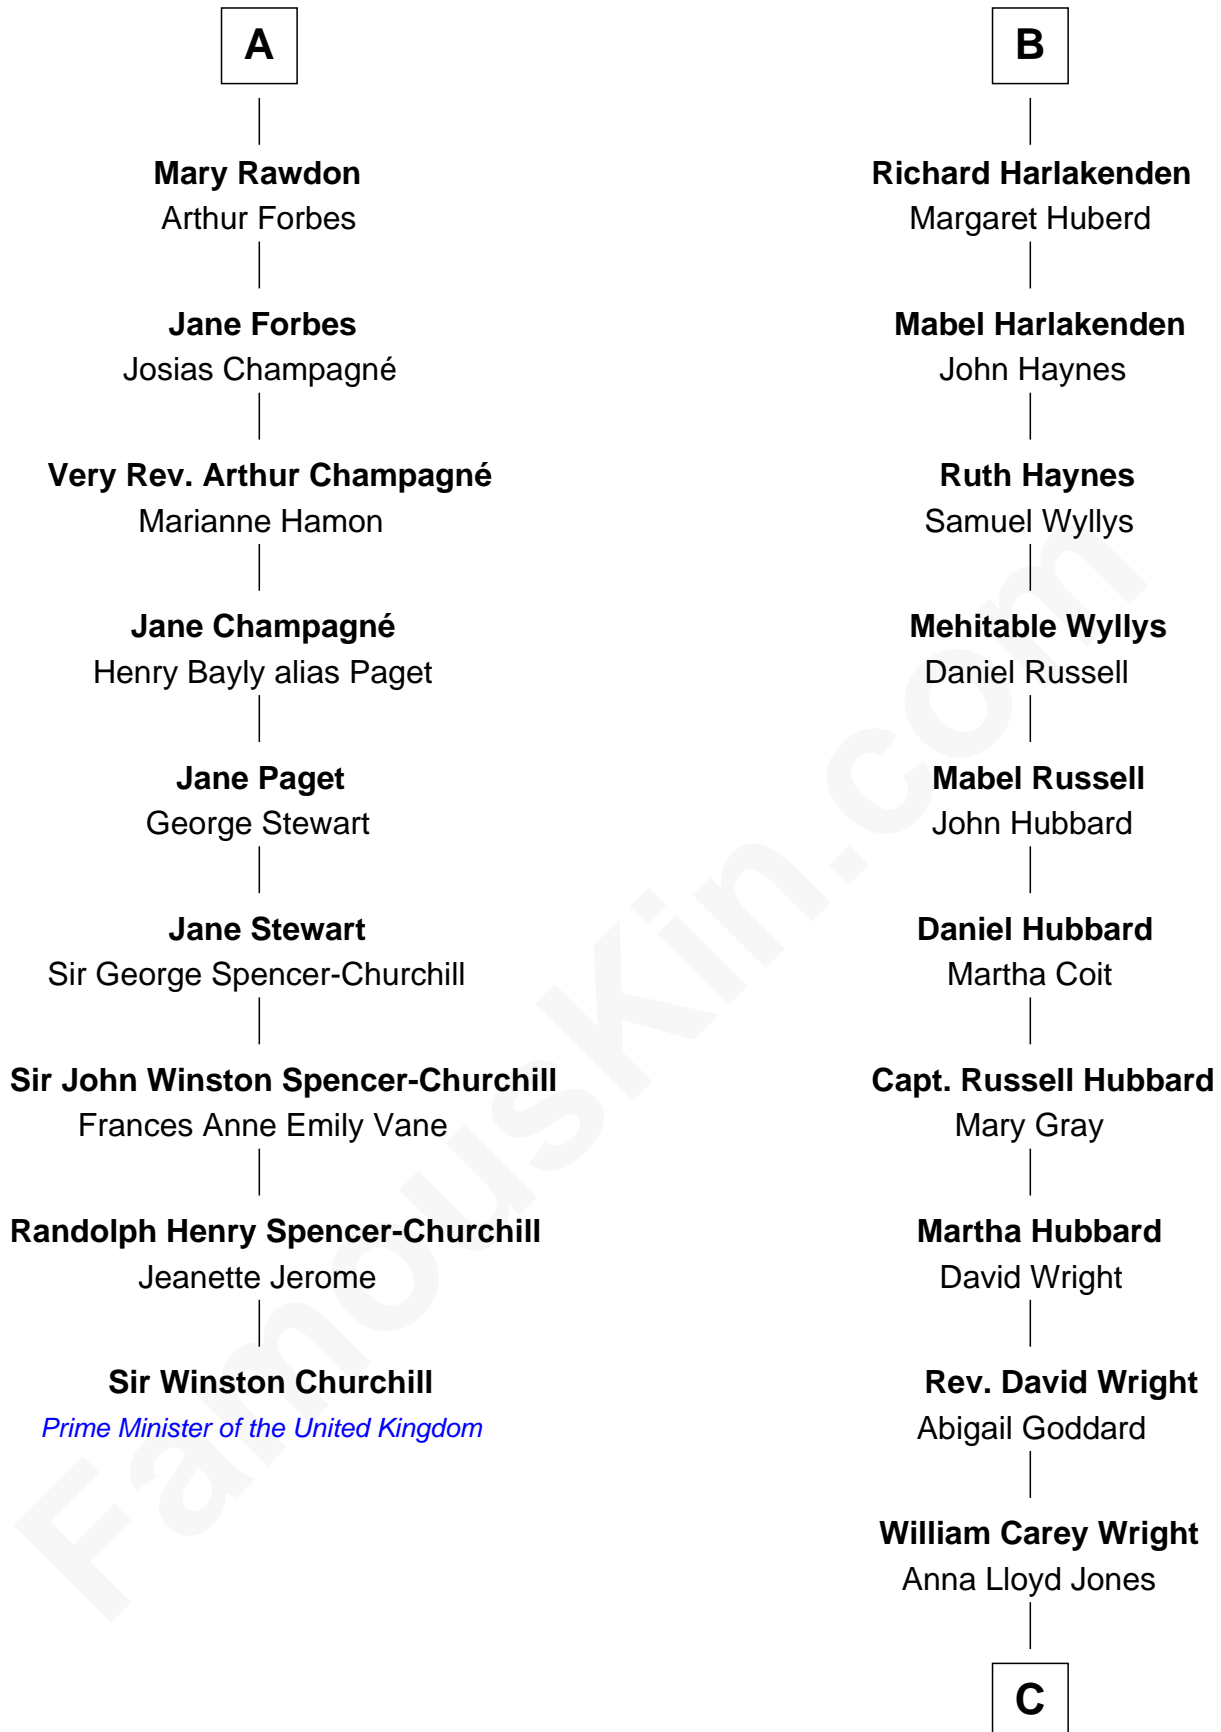 A
Mary Rawdon
Arthur Forbes
Jane Forbes
Josias Champagné
Very Rev. Arthur Champagné
Marianne Hamon
Jane Champagné
Henry Bayly alias Paget
Jane Paget
George Stewart
Jane Stewart
Sir George Spencer-Churchill
Sir John Winston Spencer-Churchill
Frances Anne Emily Vane
Randolph Henry Spencer-Churchill
Jeanette Jerome
Sir Winston Churchill
Prime Minister of the United Kingdom
B
Richard Harlakenden
Margaret Huberd
Mabel Harlakenden
John Haynes
Ruth Haynes
Samuel Wyllys
Mehitable Wyllys
Daniel Russell
Mabel Russell
John Hubbard
Daniel Hubbard
Martha Coit
Capt. Russell Hubbard
Mary Gray
Martha Hubbard
David Wright
Rev. David Wright
Abigail Goddard
William Carey Wright
Anna Lloyd Jones
C
FamousKin.com